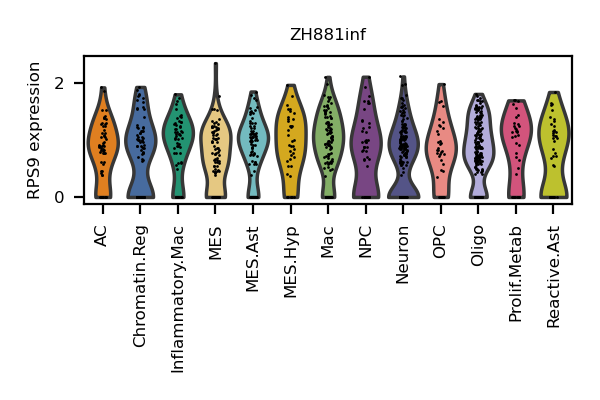 ZH881inf
RPS9 expression
2
0
AC
Chromatin.Reg
Inflammatory.Mac
MES
MES.Ast
MES.Hyp
Mac
NPC
Neuron
OPC
Oligo
Prolif.Metab
Reactive.Ast